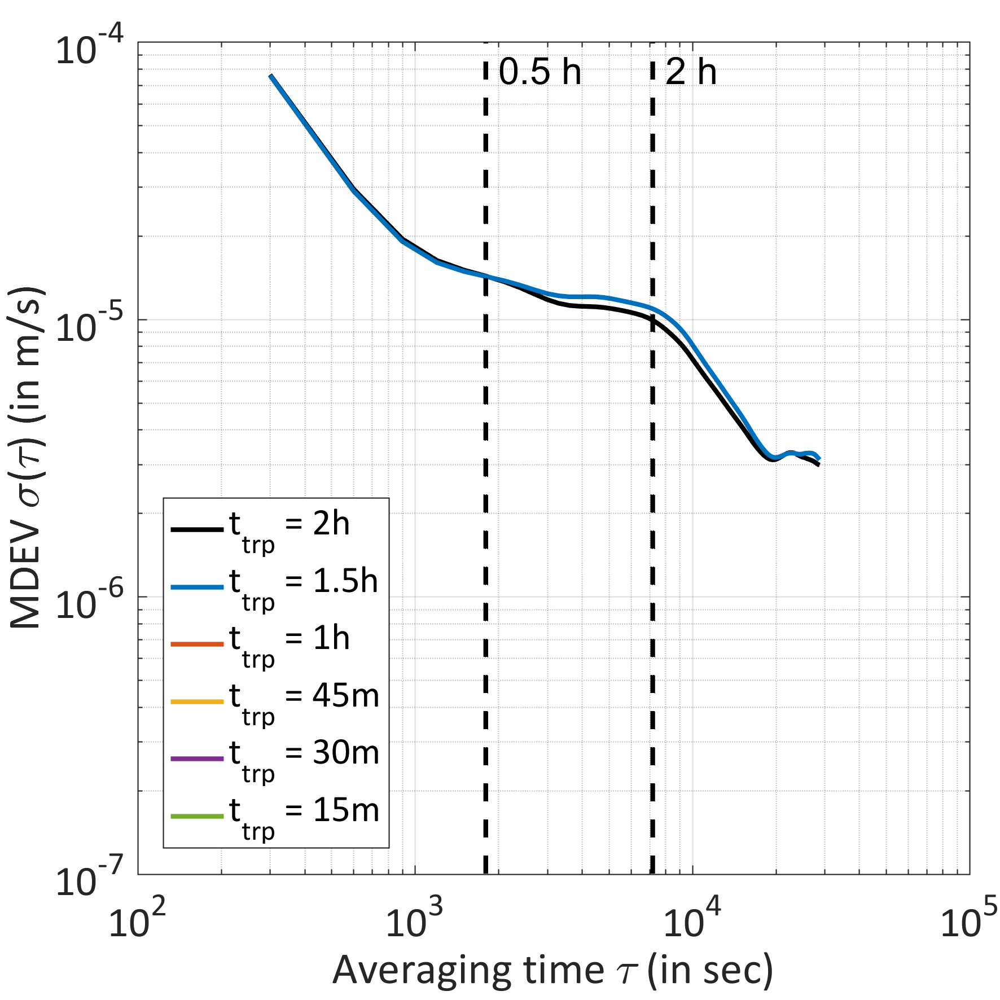 10^-4
10^-5
10^-6
10^-7
MDEV σ(τ) (in m/s)
0.5 h
2 h
t_trp = 2h
t_trp = 1.5h
t_trp = 1h
t_trp = 45m
t_trp = 30m
t_trp = 15m
10^2 10^3 10^4 10^5
Averaging time τ (in sec)